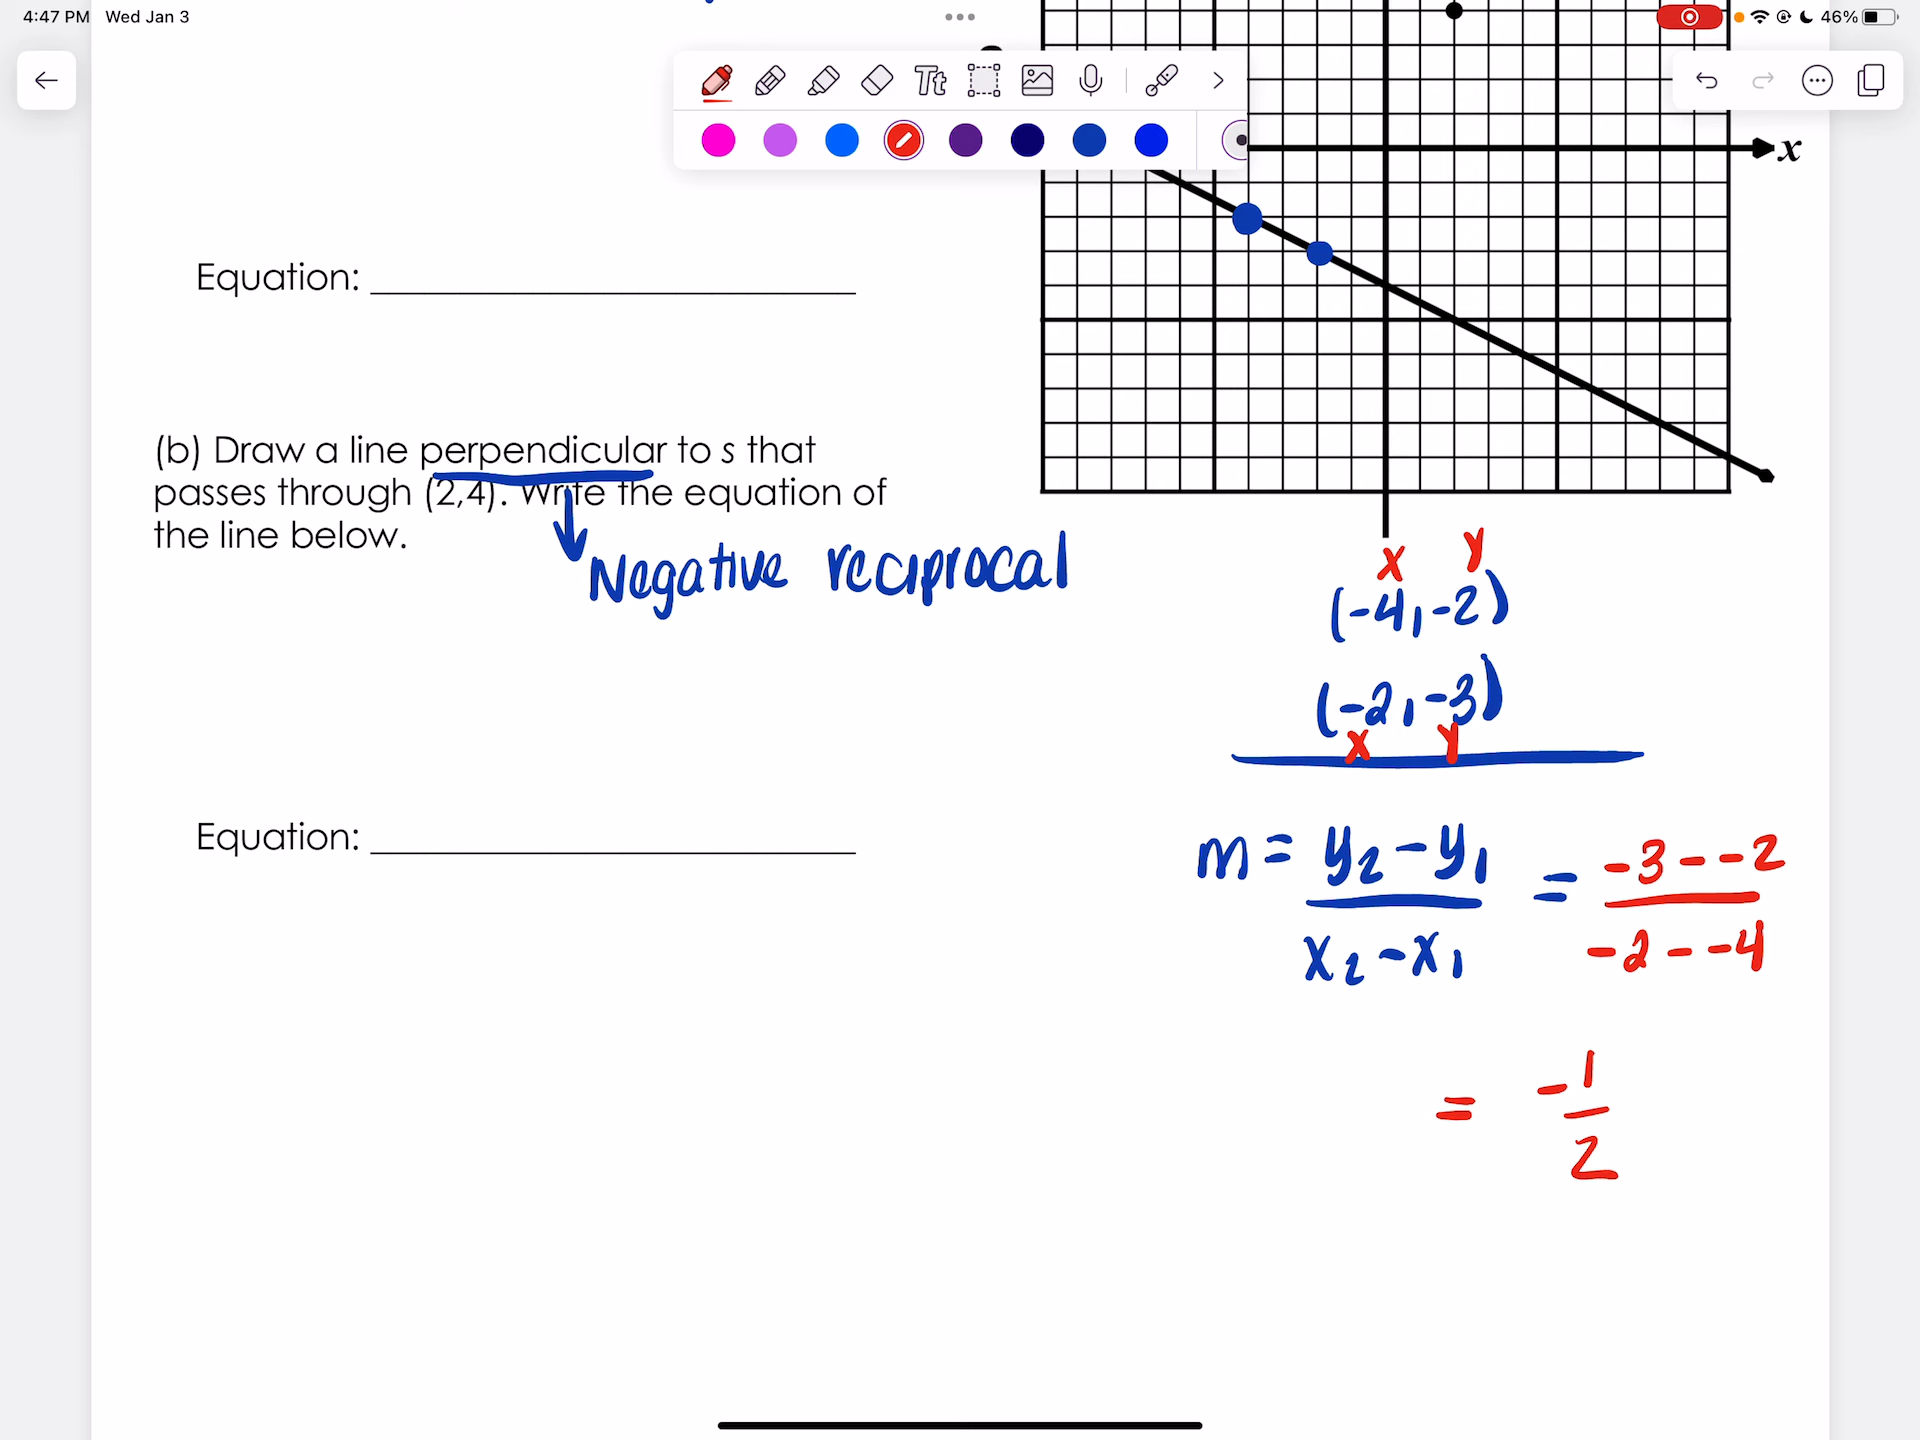 4:47 PM Wed Jan 3
46%
Tt
x
Equation:
(b) Draw a line perpendicular to s that
passes through (2,4). Write the equation of
the line below.
Negative reciprocal
x y
(-4,-2)
(-2,-3)
x y
Equation:
m = y2 - y1 = -3 - -2
x2 - x1 -2 - -4
= -1
2